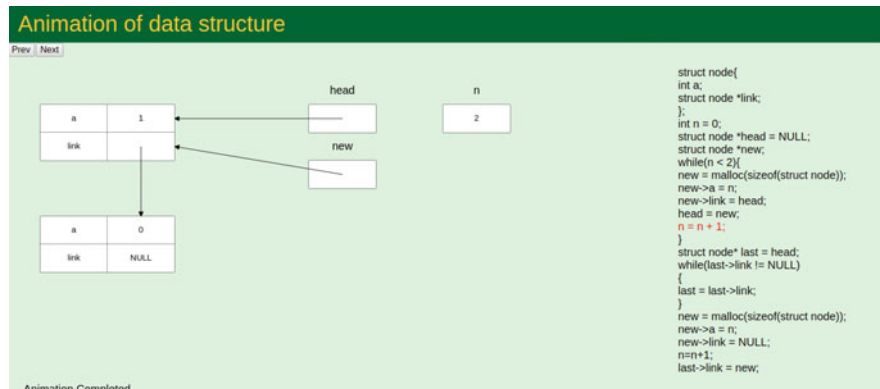 Animation of data structure
Prev Next
head
n
a 1
link
2
new
a 0
link NULL
struct node{
int a;
struct node *link;
};
int n = 0;
struct node *head = NULL;
struct node *new;
while(n < 2){
new = malloc(sizeof(struct node));
new->a = n;
new->link = head;
head = new;
n = n + 1;
}
struct node* last = head;
while(last->link != NULL)
{
last = last->link;
}
new = malloc(sizeof(struct node));
new->a = n;
new->link = NULL;
n=n+1;
last->link = new;
Animation Completed